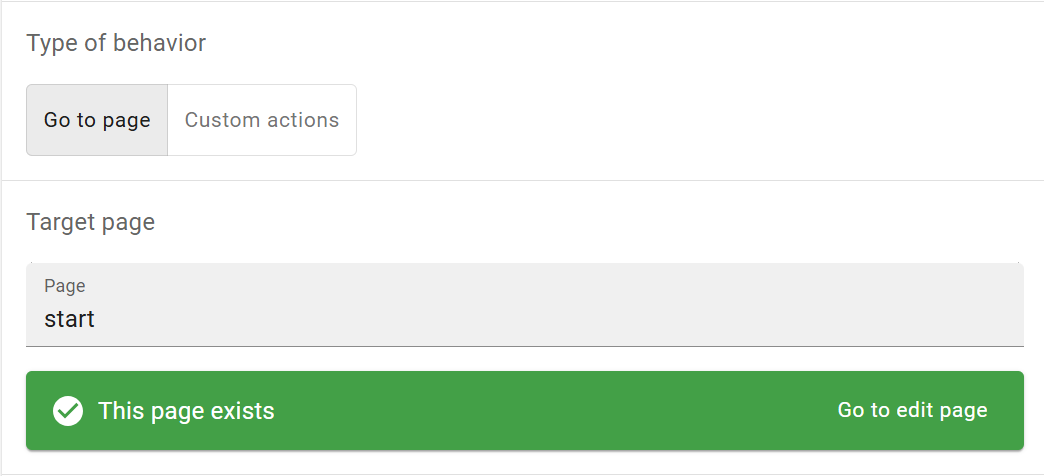 Type of behavior
Go to page Custom actions
Target page
Page
start
This page exists Go to edit page